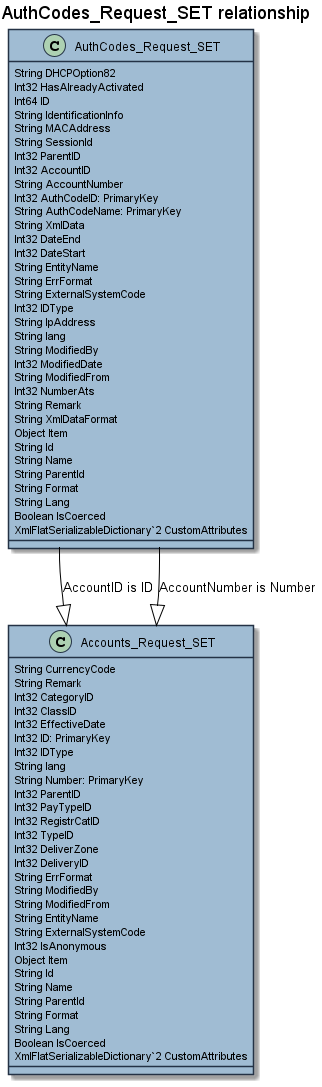 AuthCodes_Request_SET relationship
C AuthCodes_Request_SET
String DHCPOption82
Int32 HasAlreadyActivated
Int64 ID
String IdentificationInfo
String MACAddress
String SessionId
Int32 ParentID
Int32 AccountID
String AccountNumber
Int32 AuthCodeID: PrimaryKey
String AuthCodeName: PrimaryKey
String XmlData
Int32 DateEnd
Int32 DateStart
String EntityName
String ErrFormat
String ExternalSystemCode
Int32 IDType
String IpAddress
String lang
String ModifiedBy
Int32 ModifiedDate
String ModifiedFrom
Int32 NumberAts
String Remark
String XmlDataFormat
Object Item
String Id
String Name
String ParentId
String Format
String Lang
Boolean IsCoerced
XmlFlatSerializableDictionary`2 CustomAttributes
AccountID is ID
AccountNumber is Number
C Accounts_Request_SET
String CurrencyCode
String Remark
Int32 CategoryID
Int32 ClassID
Int32 EffectiveDate
Int32 ID: PrimaryKey
Int32 IDType
String lang
String Number: PrimaryKey
Int32 ParentID
Int32 PayTypeID
Int32 RegistrCatID
Int32 TypeID
Int32 DeliverZone
Int32 DeliveryID
String ErrFormat
String ModifiedBy
String ModifiedFrom
String EntityName
String ExternalSystemCode
Int32 IsAnonymous
Object Item
String Id
String Name
String ParentId
String Format
String Lang
Boolean IsCoerced
XmlFlatSerializableDictionary`2 CustomAttributes